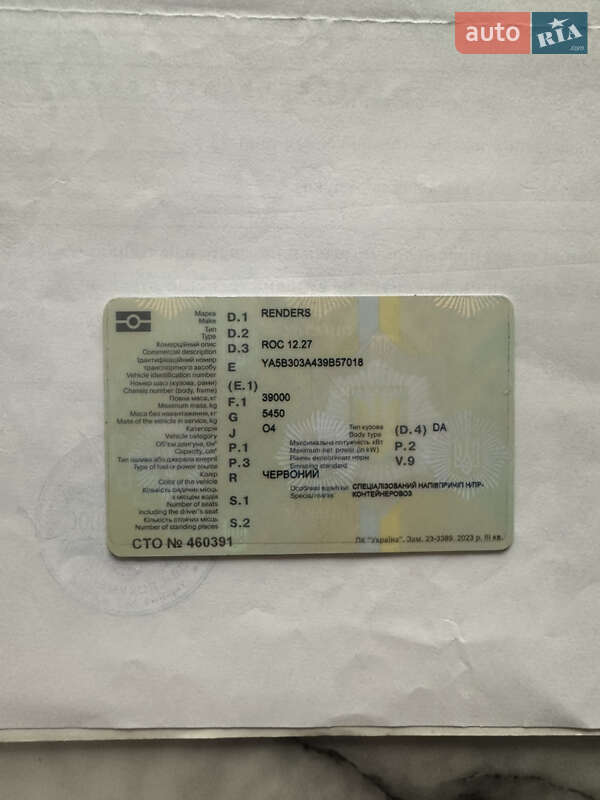 auto RIA .com
Марка
Make D.1 RENDERS
Тип
Type D.2
Комерційний опис
Commercial description D.3 ROC 12.27
Ідентифікаційний номер
транспортного засобу E YA5B303A439B57018
Vehicle identification number
Номер шасі (кузова, рами) (E.1)
Chassis number (body, frame)
Повна маса, кг F.1 39000
Maximum mass, kg
Маса без навантаження, кг G 5450
Mass of the vehicle in service, kg
Категорія J O4 Тип кузова (D.4) DA
Vehicle category Body type
Об'єм двигуна, см³ P.1 Максимальна потужність, кВт P.2
Capacity, cm³ Maximum net power (in kW)
Тип палива або джерела енергії P.3 Рівень екологічних норм V.9
Type of fuel or power source Emission standard
Колір R ЧЕРВОНИЙ
Color of the vehicle
Кількість сидячих місць Особливі відмітки СПЕЦІАЛІЗОВАНИЙ НАПІВПРИЧІП Н/ПР-
з місцем водія S.1 Special marks КОНТЕЙНЕРОВОЗ
Number of seats
including the driver's seat
Кількість стоячих місць S.2
Number of standing places
СТО № 460391
ПК "Україна". Зам. 23-3389. 2023 р. III кв.